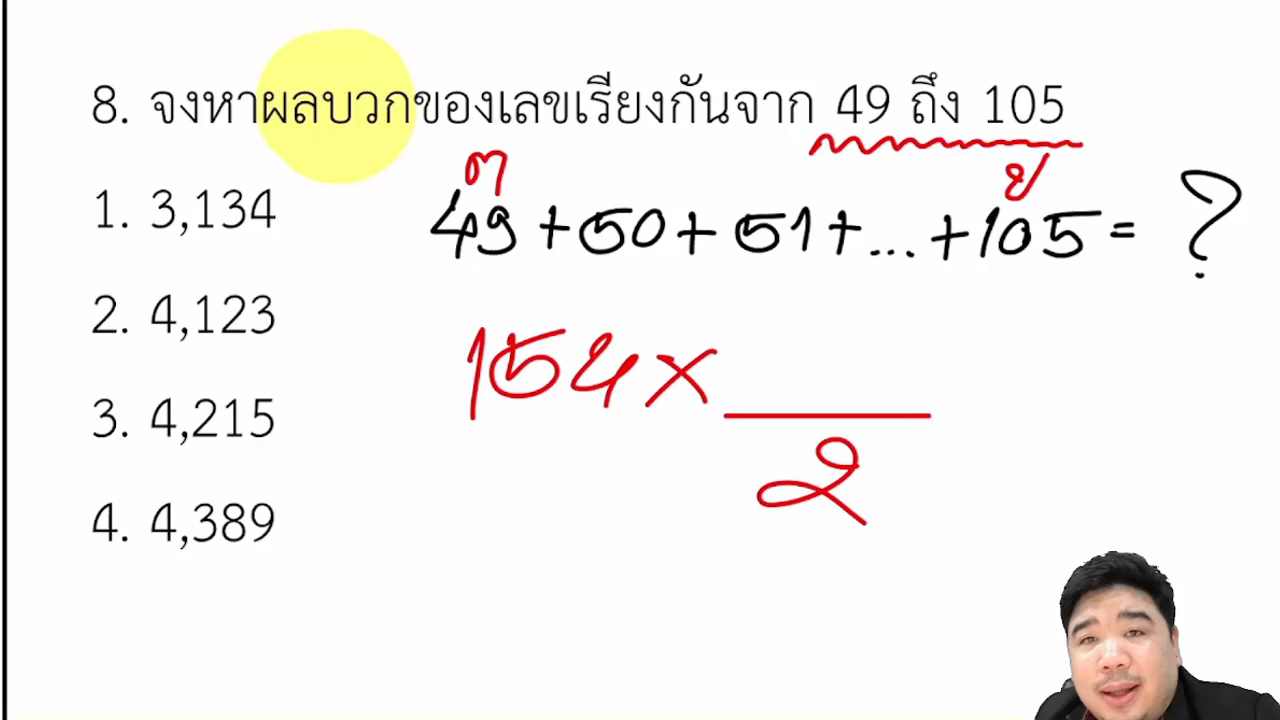 8. จงหาผลบวกของเลขเรียงกันจาก 49 ถึง 105
ต ป
1. 3,134
49 + 50 + 51 + ... + 105 = ?
2. 4,123
154 ×
3. 4,215
2
4. 4,389